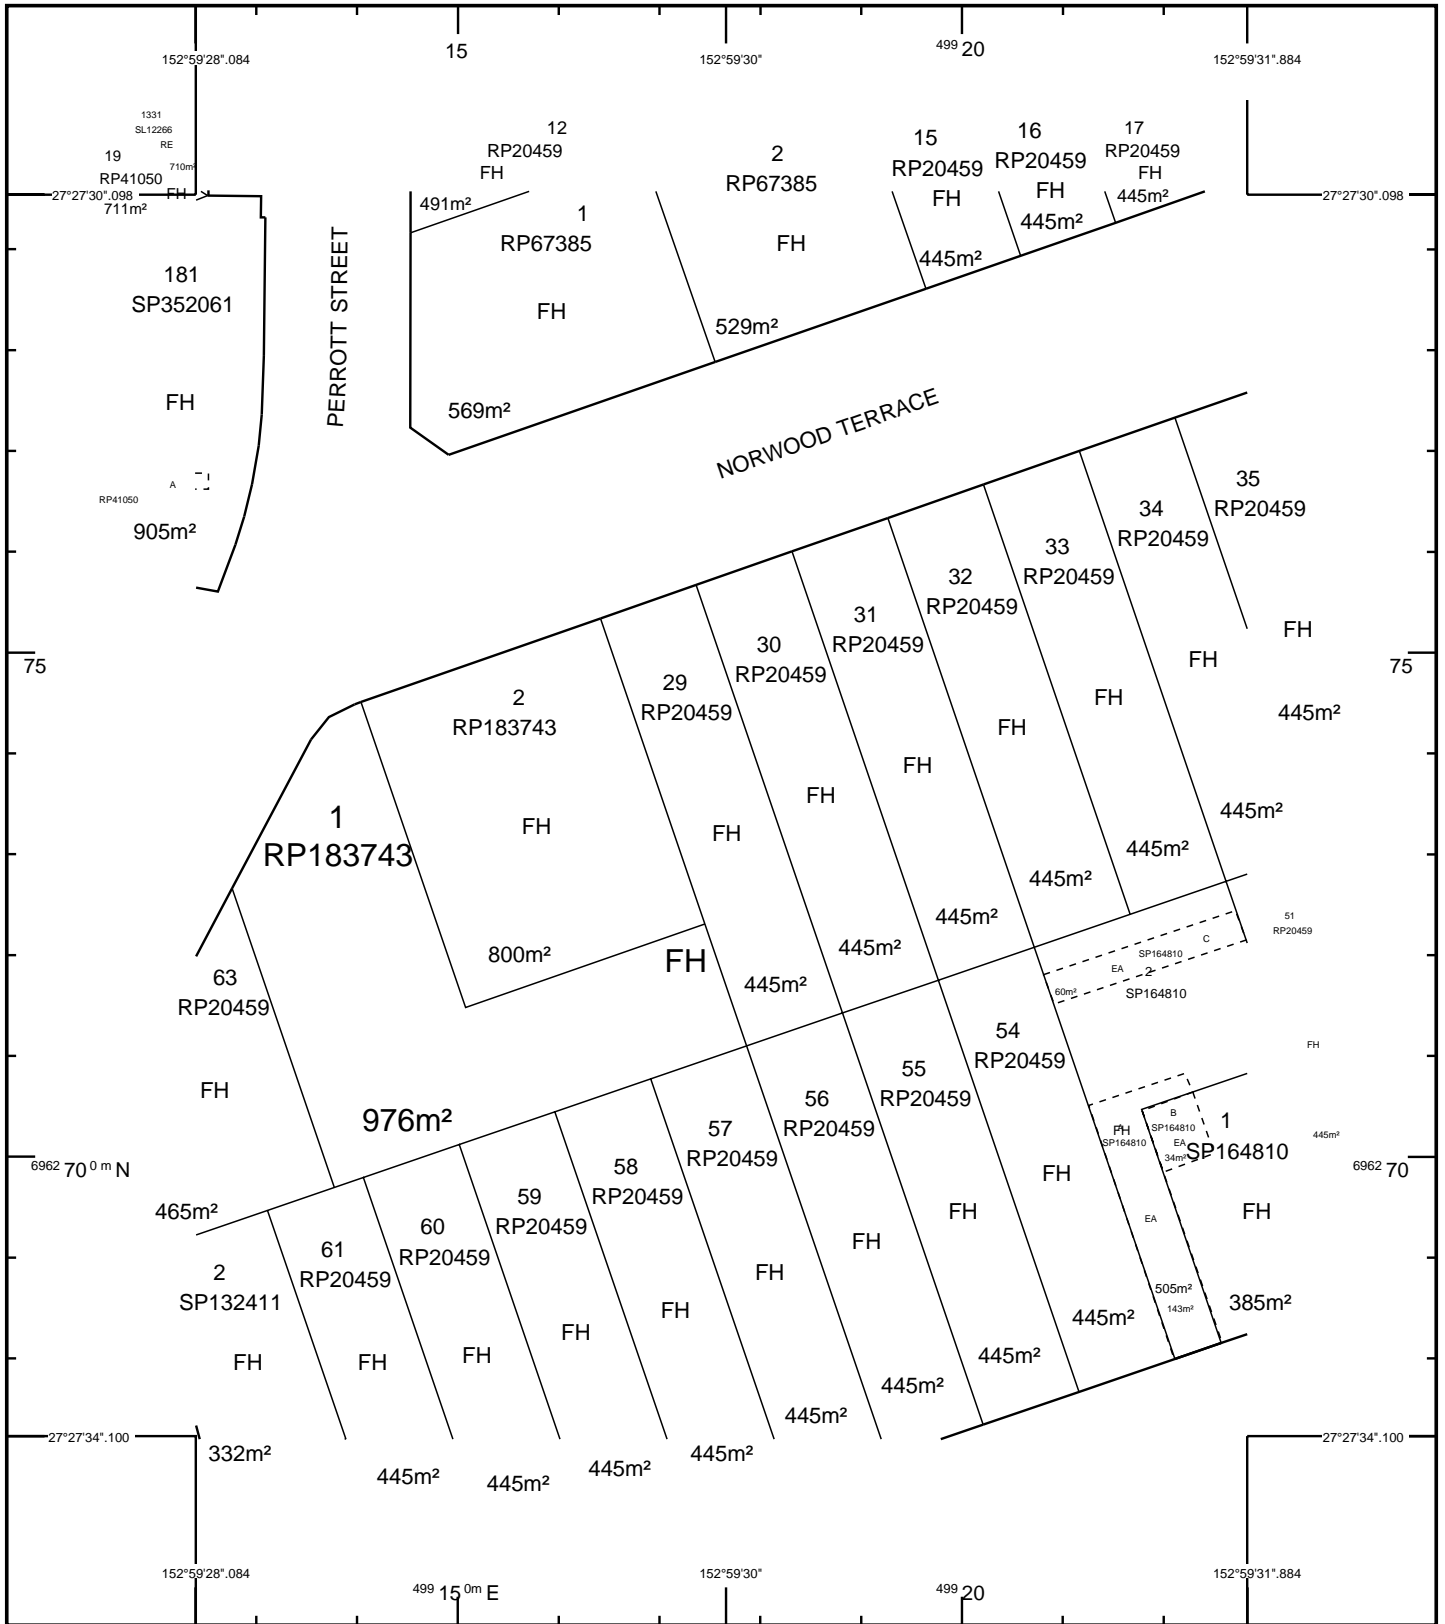 152°59'28".084
15
152°59'30"
499 20
152°59'31".884
1331
SL12266
RE
19
710m²
RP41050
FH
711m²
27°27'30".098
27°27'30".098
12
RP20459
FH
491m²
1
RP67385
FH
569m²
2
RP67385
FH
529m²
15
RP20459
FH
445m²
16
RP20459
FH
445m²
17
RP20459
FH
445m²
181
SP352061
FH
A
RP41050
905m²
PERROTT STREET
NORWOOD TERRACE
75
75
35
RP20459
FH
445m²
34
RP20459
FH
445m²
33
RP20459
FH
445m²
32
RP20459
FH
445m²
31
RP20459
FH
445m²
30
RP20459
FH
445m²
29
RP20459
FH
445m²
2
RP183743
FH
800m²
1
RP183743
FH
976m²
63
RP20459
FH
465m²
51
RP20459
FH
445m²
C
SP164810
EA
60m²
2
SP164810
54
RP20459
FH
445m²
55
RP20459
FH
445m²
56
RP20459
FH
445m²
57
RP20459
FH
445m²
58
RP20459
FH
445m²
59
RP20459
FH
445m²
60
RP20459
FH
445m²
61
RP20459
FH
445m²
2
SP132411
FH
332m²
FH
A
SP164810
EA
505m²
143m²
B
SP164810
EA
34m²
1
SP164810
FH
385m²
6962 70 0 m N
6962 70
27°27'34".100
27°27'34".100
152°59'28".084
499 15 0m E
152°59'30"
499 20
152°59'31".884